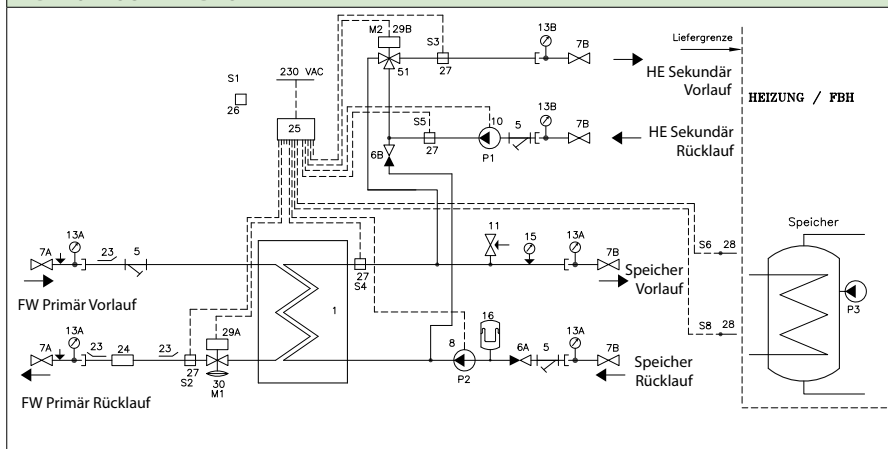 M2 29B
S3
13B
7B
Liefergrenze
51
27
HE Sekundär
Vorlauf
HEIZUNG / FBH
230 VAC
S1
26
25
S5
27
10
P1
5
13B
7B
HE Sekundär
Rücklauf
6B
7A
13A
23
5
FW Primär Vorlauf
27
S4
11
15
13A
7B
Speicher
Vorlauf
S6
28
Speicher
P3
1
S8
28
7A
13A
23
24
23
27
S2
29A
30
M1
FW Primär Rücklauf
8
P2
16
6A
5
13A
7B
Speicher
Rücklauf